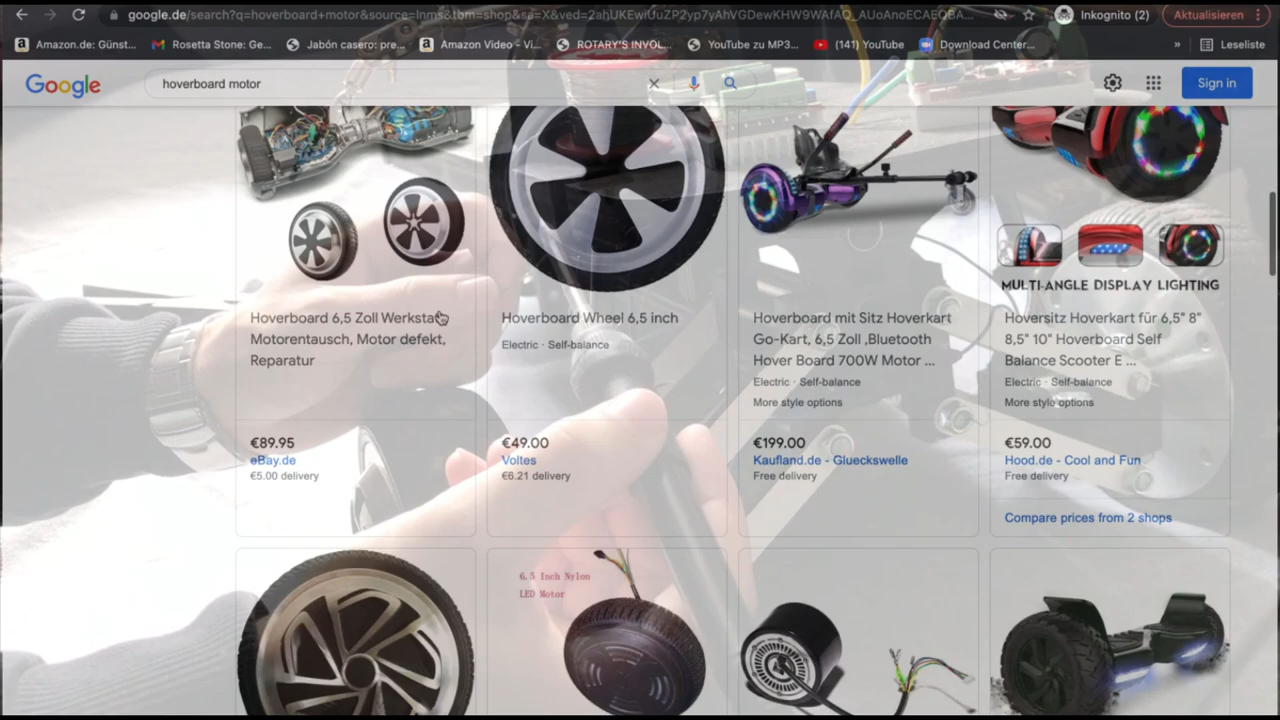 google.de/search?q=hoverboard+motor&source=lnms&tbm=shop&sa=X&ved=2ahUKEwiUuZP2yp7yAhVGDewKHW9WAfAQ_AUoAnoECAEQBA...
Inkognito (2)
Aktualisieren
Amazon.de: Günst...
Rosetta Stone: Ge...
Jabón casero: pre...
Amazon Video - Vi...
ROTARY'S INVOL...
YouTube zu MP3...
(141) YouTube
Download Center...
»
Leseliste
Google
hoverboard motor
Sign in
MULTI-ANGLE DISPLAY LIGHTING
Hoverboard 6,5 Zoll Werkstatt
Motorentausch, Motor defekt,
Reparatur
€89.95
eBay.de
€5.00 delivery
Hoverboard Wheel 6,5 inch
Electric · Self-balance
€49.00
Voltes
€6.21 delivery
Hoverboard mit Sitz Hoverkart
Go-Kart, 6,5 Zoll ,Bluetooth
Hover Board 700W Motor ...
Electric · Self-balance
More style options
€199.00
Kaufland.de - Glueckswelle
Free delivery
Hoversitz Hoverkart für 6,5" 8"
8,5" 10" Hoverboard Self
Balance Scooter E ...
Electric · Self-balance
More style options
€59.00
Hood.de - Cool and Fun
Free delivery
Compare prices from 2 shops
6.5 Inch Nylon
LED Motor